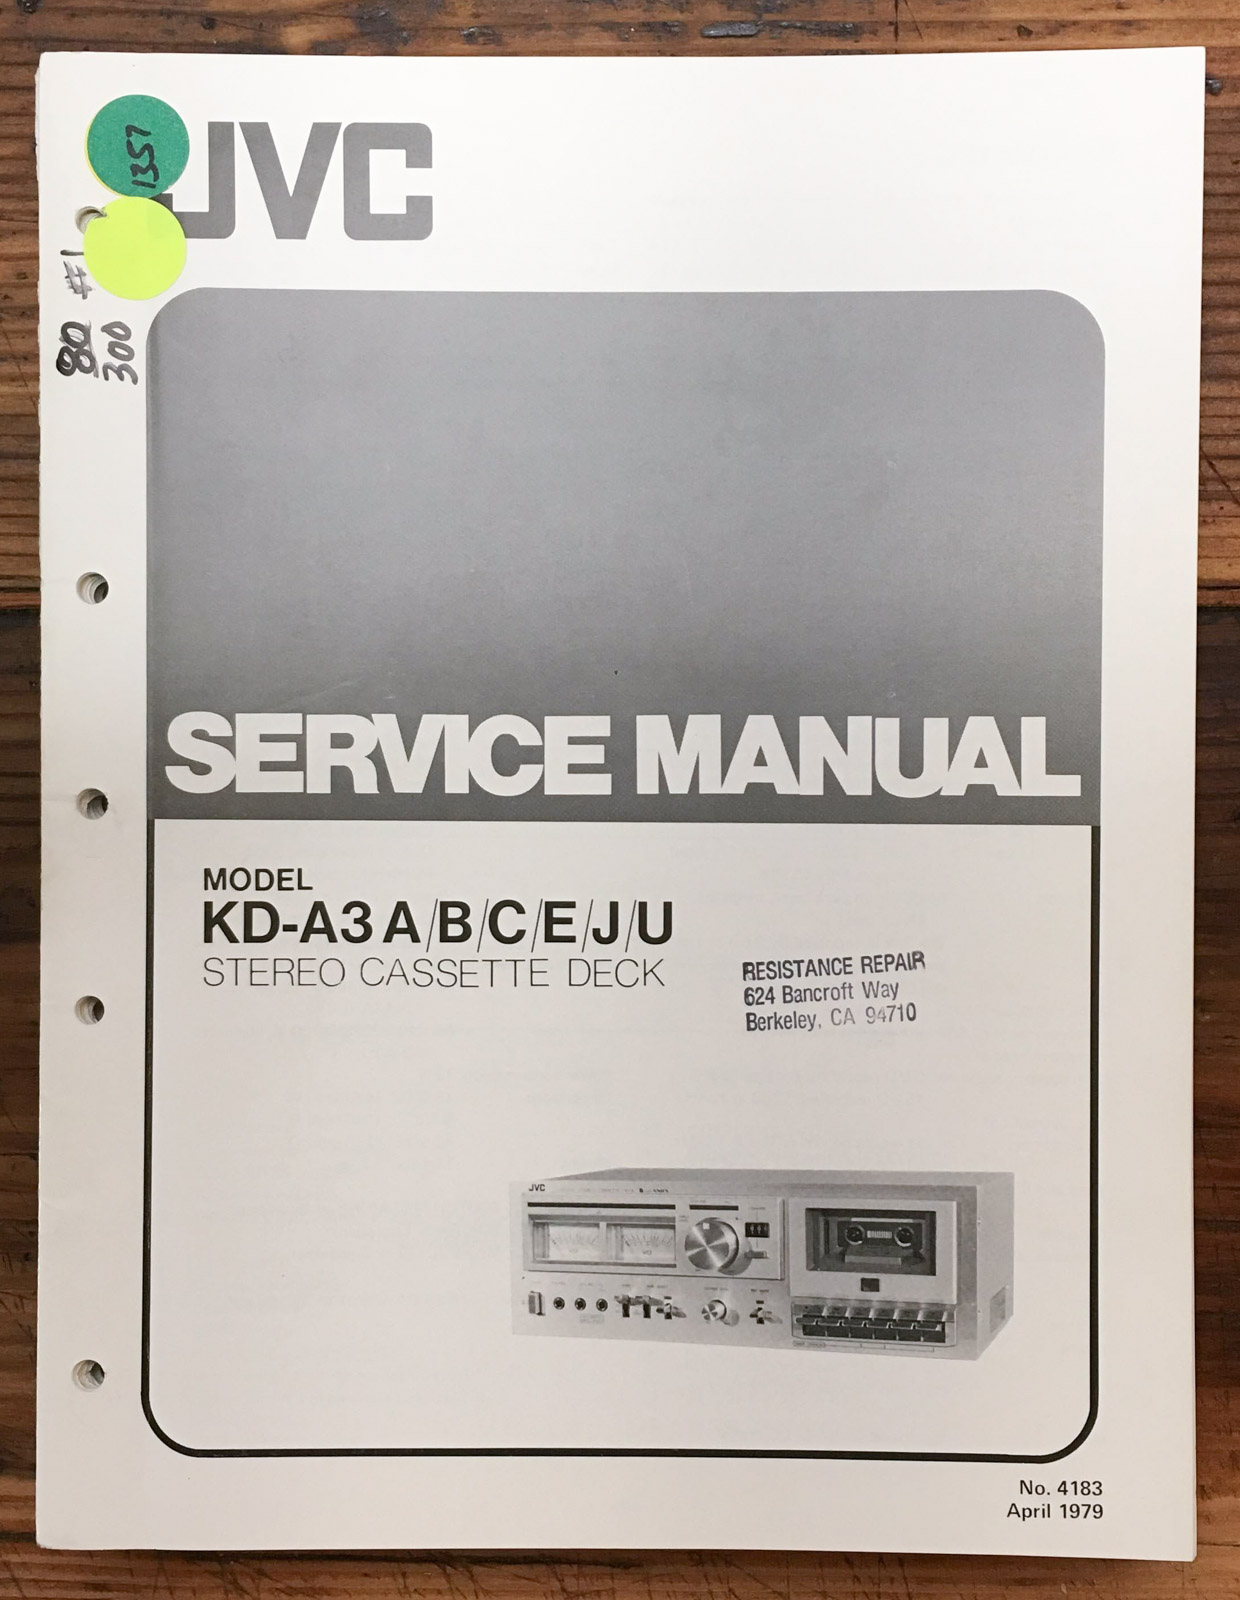 JVC
1357
#1
80
300
SERVICE MANUAL
MODEL
KD-A3 A/B/C/E/J/U
STEREO CASSETTE DECK
RESISTANCE REPAIR
624 Bancroft Way
Berkeley, CA 94710
JVC
No. 4183
April 1979